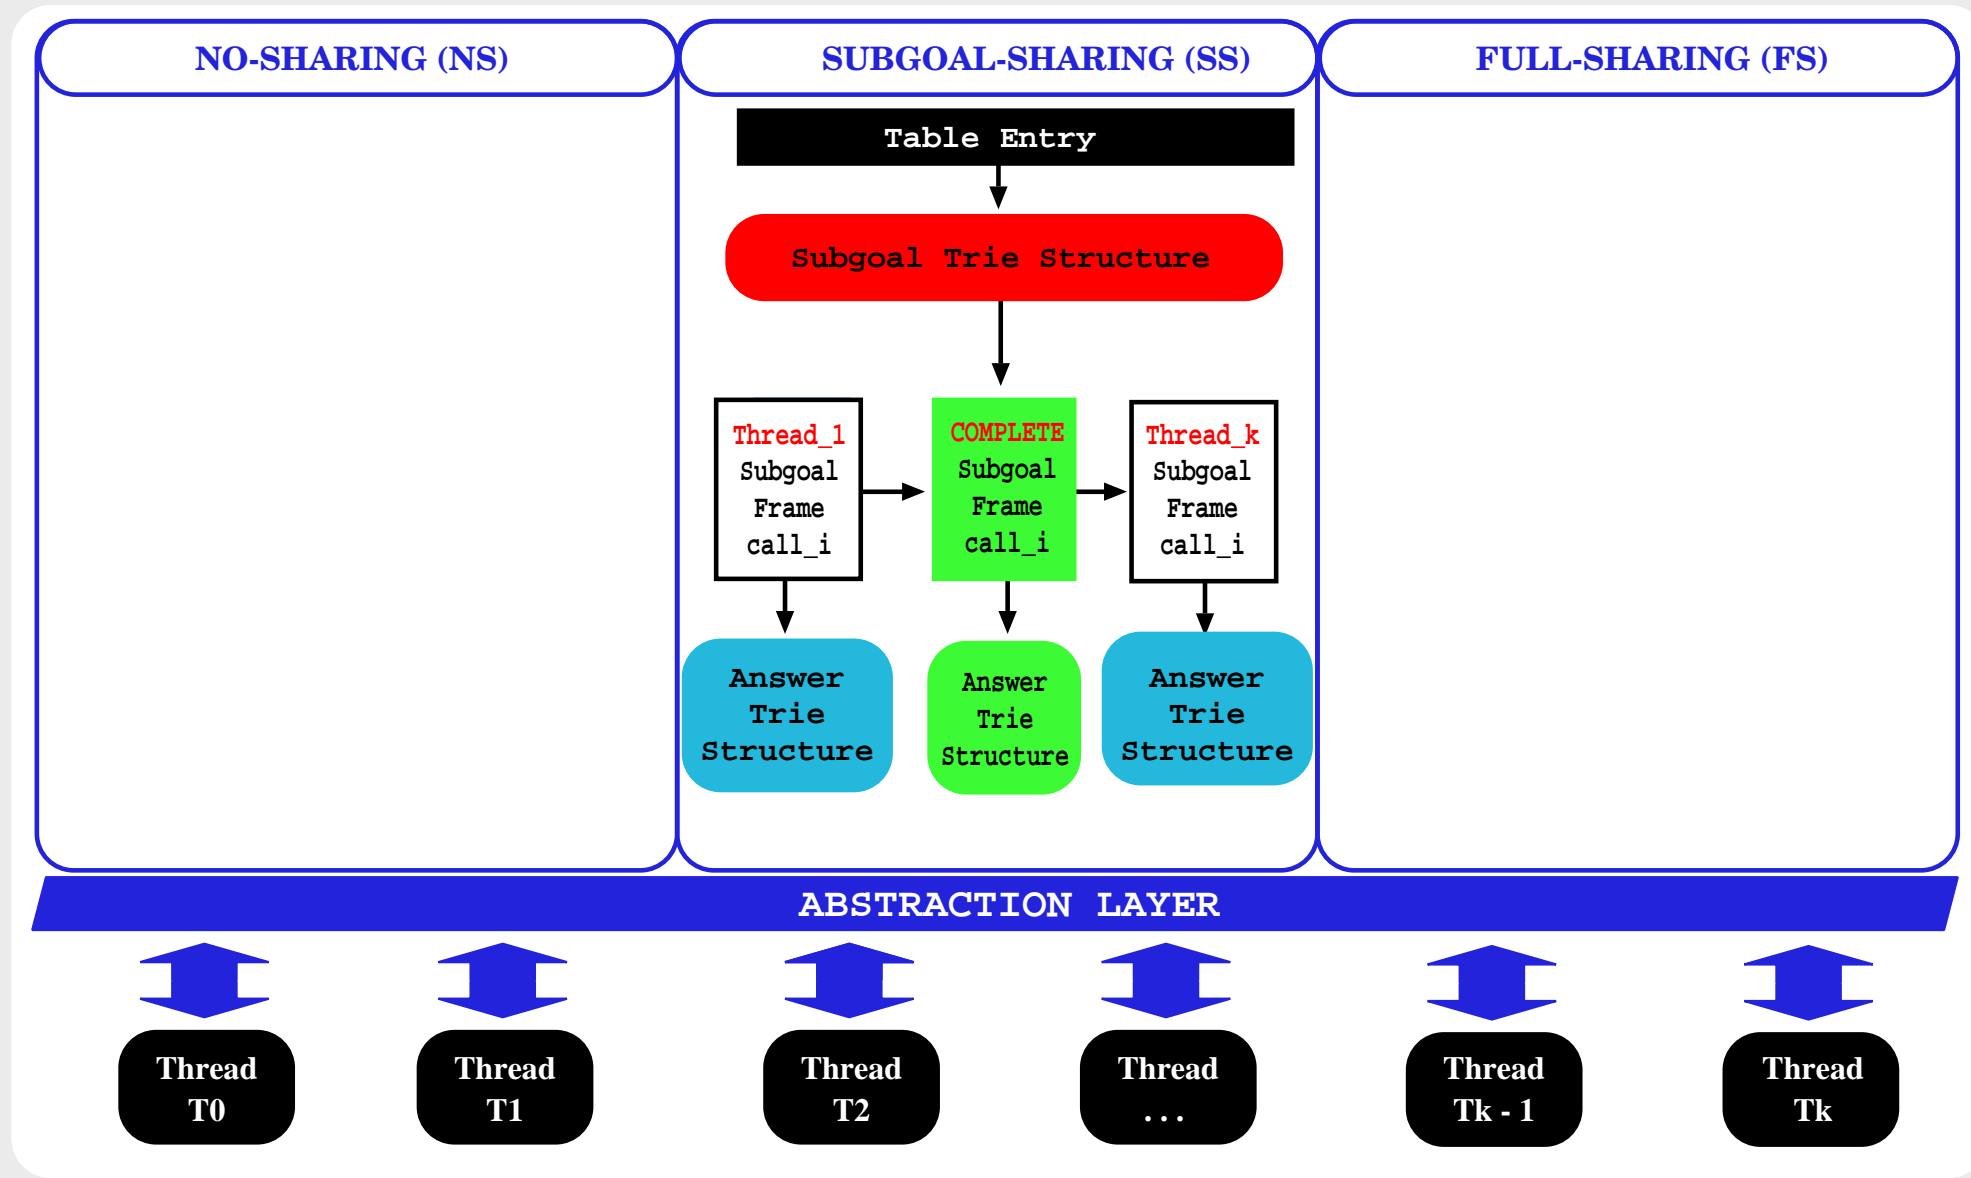 NO-SHARING (NS)
SUBGOAL-SHARING (SS)
FULL-SHARING (FS)
Table Entry
Subgoal Trie Structure
Thread_1
Subgoal
Frame
call_i
COMPLETE
Subgoal
Frame
call_i
Thread_k
Subgoal
Frame
call_i
Answer
Trie
Structure
Answer
Trie
Structure
Answer
Trie
Structure
ABSTRACTION LAYER
Thread
T0
Thread
T1
Thread
T2
Thread
. . .
Thread
Tk - 1
Thread
Tk